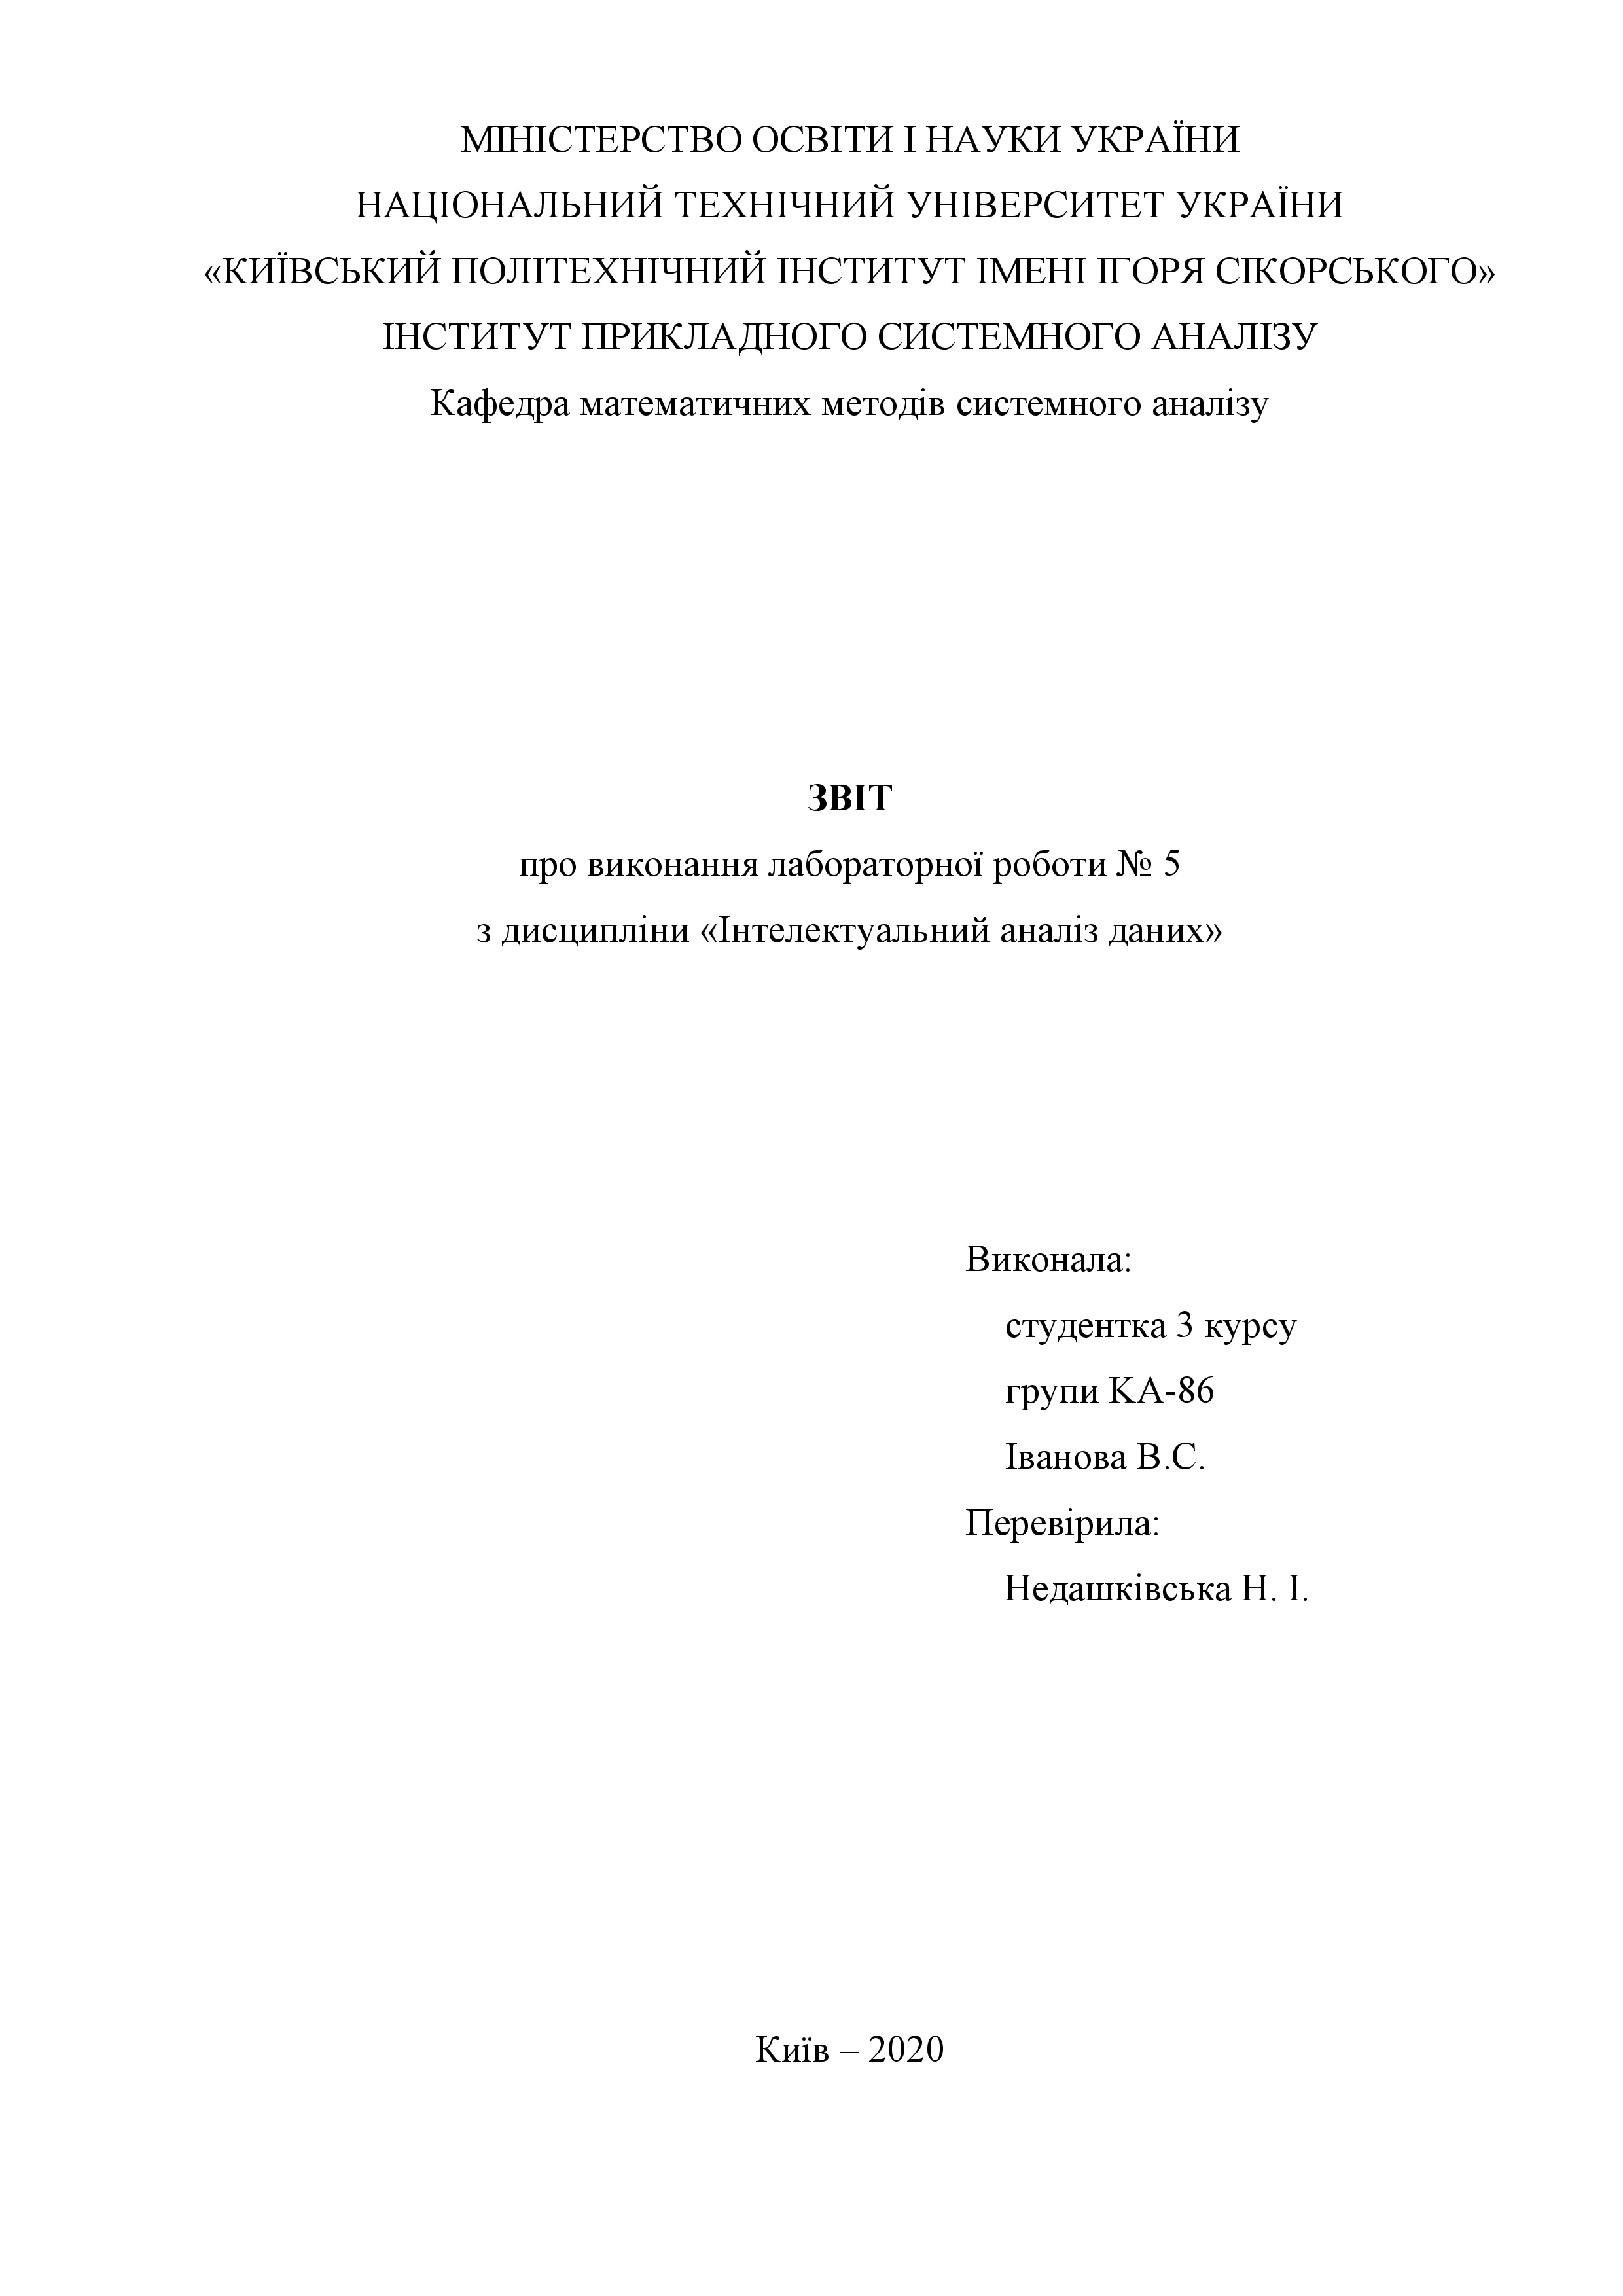 МІНІСТЕРСТВО ОСВІТИ І НАУКИ УКРАЇНИ
НАЦІОНАЛЬНИЙ ТЕХНІЧНИЙ УНІВЕРСИТЕТ УКРАЇНИ
«КИЇВСЬКИЙ ПОЛІТЕХНІЧНИЙ ІНСТИТУТ ІМЕНІ ІГОРЯ СІКОРСЬКОГО»
ІНСТИТУТ ПРИКЛАДНОГО СИСТЕМНОГО АНАЛІЗУ
Кафедра математичних методів системного аналізу
ЗВІТ
про виконання лабораторної роботи № 5
з дисципліни «Інтелектуальний аналіз даних»
Виконала:
студентка 3 курсу
групи КА-86
Іванова В.С.
Перевірила:
Недашківська Н. І.
Київ – 2020